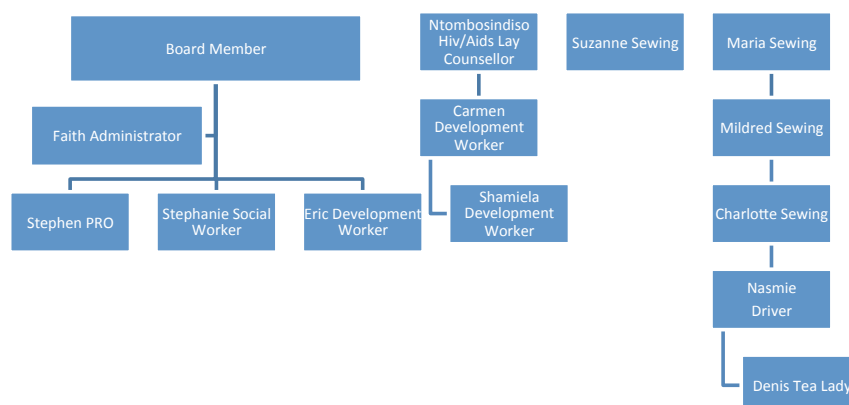 Board Member
Faith Administrator
Stephen PRO
Stephanie Social
Worker
Eric Development
Worker
Ntombosindiso
Hiv/Aids Lay
Counsellor
Carmen
Development
Worker
Shamiela
Development
Worker
Suzanne Sewing
Maria Sewing
Mildred Sewing
Charlotte Sewing
Nasmie
Driver
Denis Tea Lady